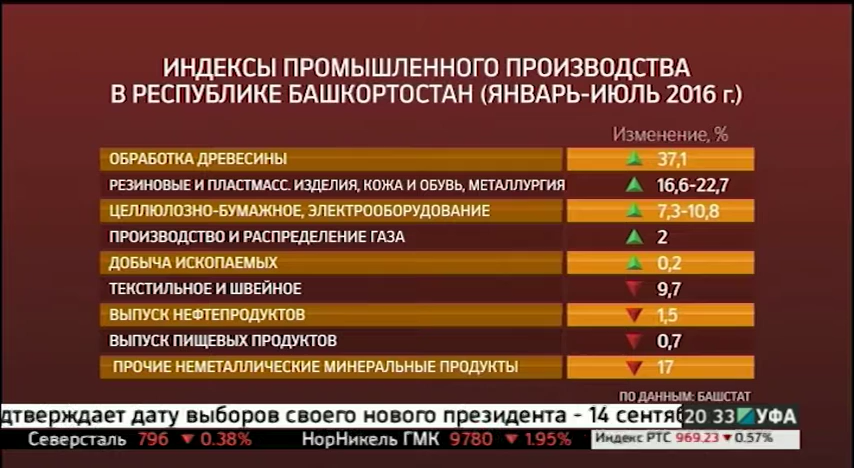 ИНДЕКСЫ ПРОМЫШЛЕННОГО ПРОИЗВОДСТВА
В РЕСПУБЛИКЕ БАШКОРТОСТАН (ЯНВАРЬ-ИЮЛЬ 2016 г.)
Изменение, %
ОБРАБОТКА ДРЕВЕСИНЫ 37,1
РЕЗИНОВЫЕ И ПЛАСТМАСС. ИЗДЕЛИЯ, КОЖА И ОБУВЬ, МЕТАЛЛУРГИЯ 16,6-22,7
ЦЕЛЛЮЛОЗНО-БУМАЖНОЕ, ЭЛЕКТРООБОРУДОВАНИЕ 7,3-10,8
ПРОИЗВОДСТВО И РАСПРЕДЕЛЕНИЕ ГАЗА 2
ДОБЫЧА ИСКОПАЕМЫХ 0,2
ТЕКСТИЛЬНОЕ И ШВЕЙНОЕ 9,7
ВЫПУСК НЕФТЕПРОДУКТОВ 1,5
ВЫПУСК ПИЩЕВЫХ ПРОДУКТОВ 0,7
ПРОЧИЕ НЕМЕТАЛЛИЧЕСКИЕ МИНЕРАЛЬНЫЕ ПРОДУКТЫ 17
ПО ДАННЫМ: БАШСТАТ
дтверждает дату выборов своего нового президента - 14 сентяб 20 33 УФА
Северсталь 796 ▼ 0.38% НорНикель ГМК 9780 ▼ 1.95% Индекс РТС 969.23 ▼ 0.57%